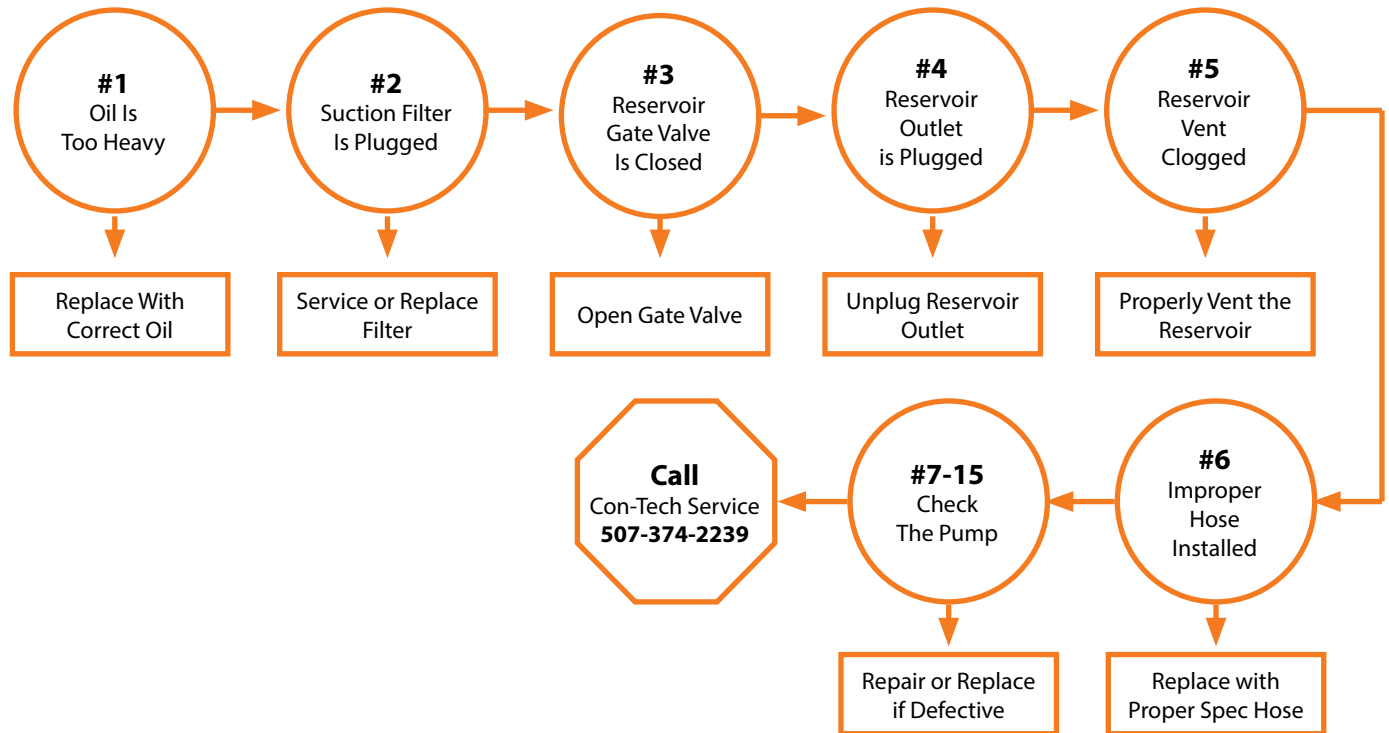 #1
Oil Is
Too Heavy
#2
Suction Filter
Is Plugged
#3
Reservoir
Gate Valve
Is Closed
#4
Reservoir
Outlet
is Plugged
#5
Reservoir
Vent
Clogged
Replace With
Correct Oil
Service or Replace
Filter
Open Gate Valve
Unplug Reservoir
Outlet
Properly Vent the
Reservoir
#6
Improper
Hose
Installed
#7-15
Check
The Pump
Call
Con-Tech Service
507-374-2239
Replace with
Proper Spec Hose
Repair or Replace
if Defective